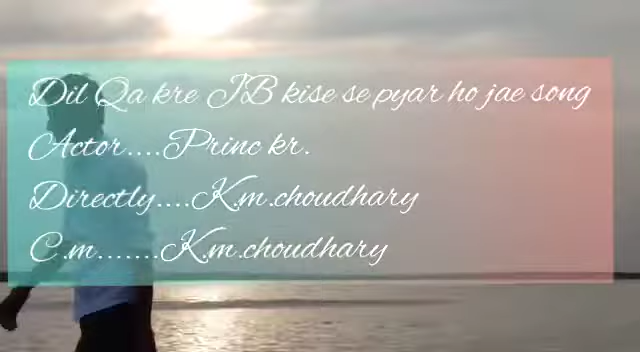 Dil Qa kre JB kise se pyar ho jae song
Actor....Princ kr.
Directly....K.m.choudhary
C.m.......K.m.choudhary